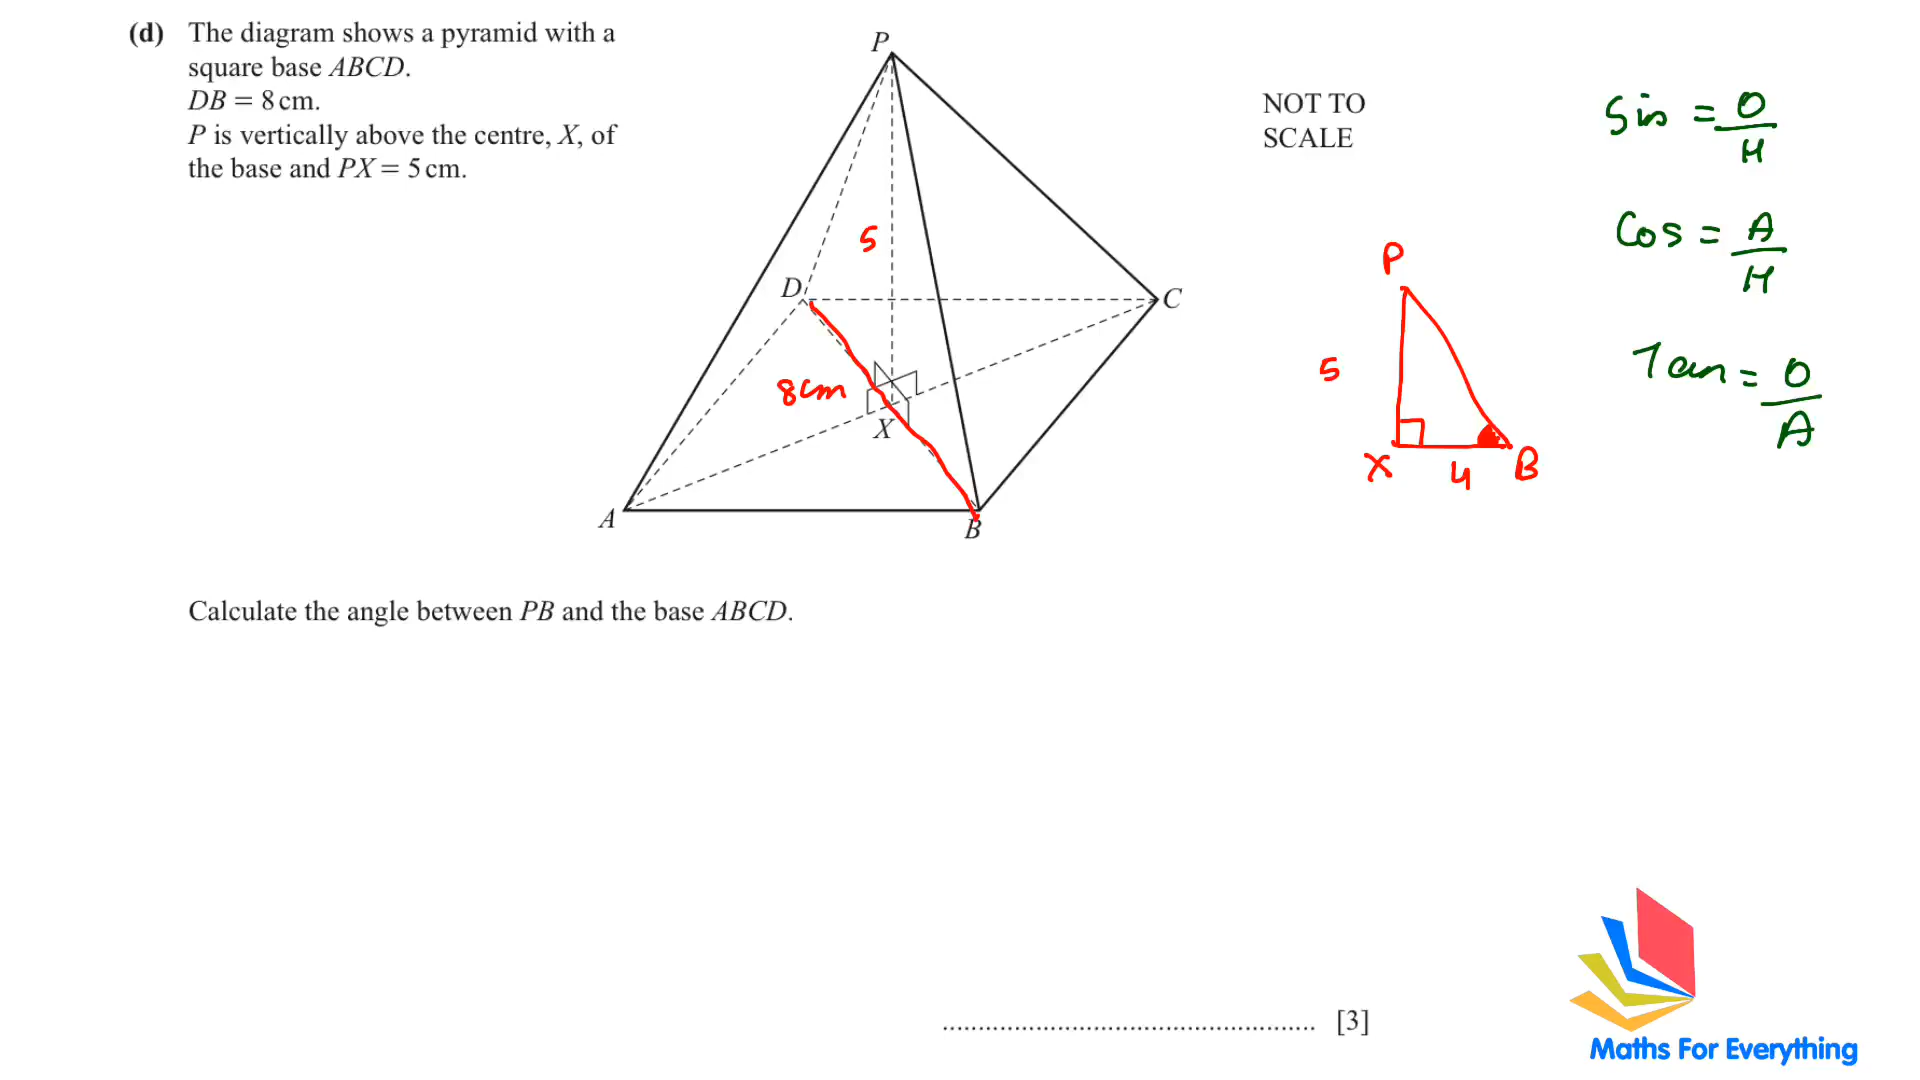 (d) The diagram shows a pyramid with a
square base ABCD.
DB = 8 cm.
P is vertically above the centre, X, of
the base and PX = 5 cm.
P
NOT TO
SCALE
5
D
C
8cm
X
A
B
P
5
X
4
B
Sin = O/H
Cos = A/H
Tan = O/A
Calculate the angle between PB and the base ABCD.
.................................................... [3]
Maths For Everything